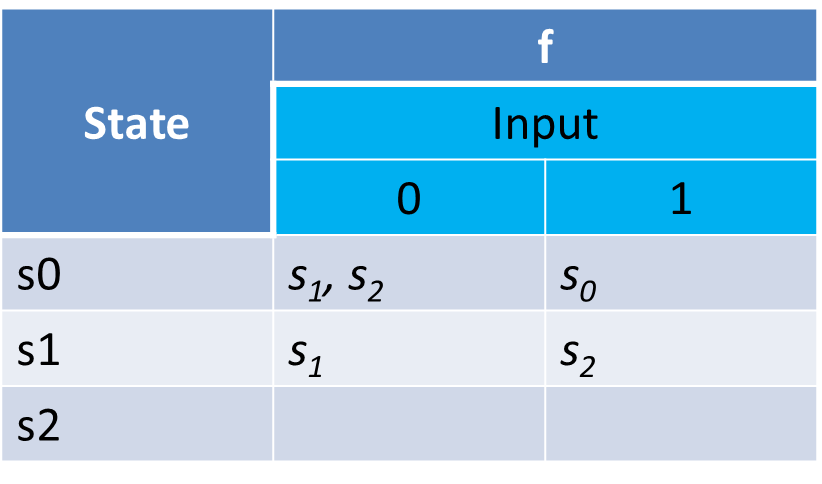 f
State
Input
0 1
s0 s1, s2 s0
s1 s1 s2
s2